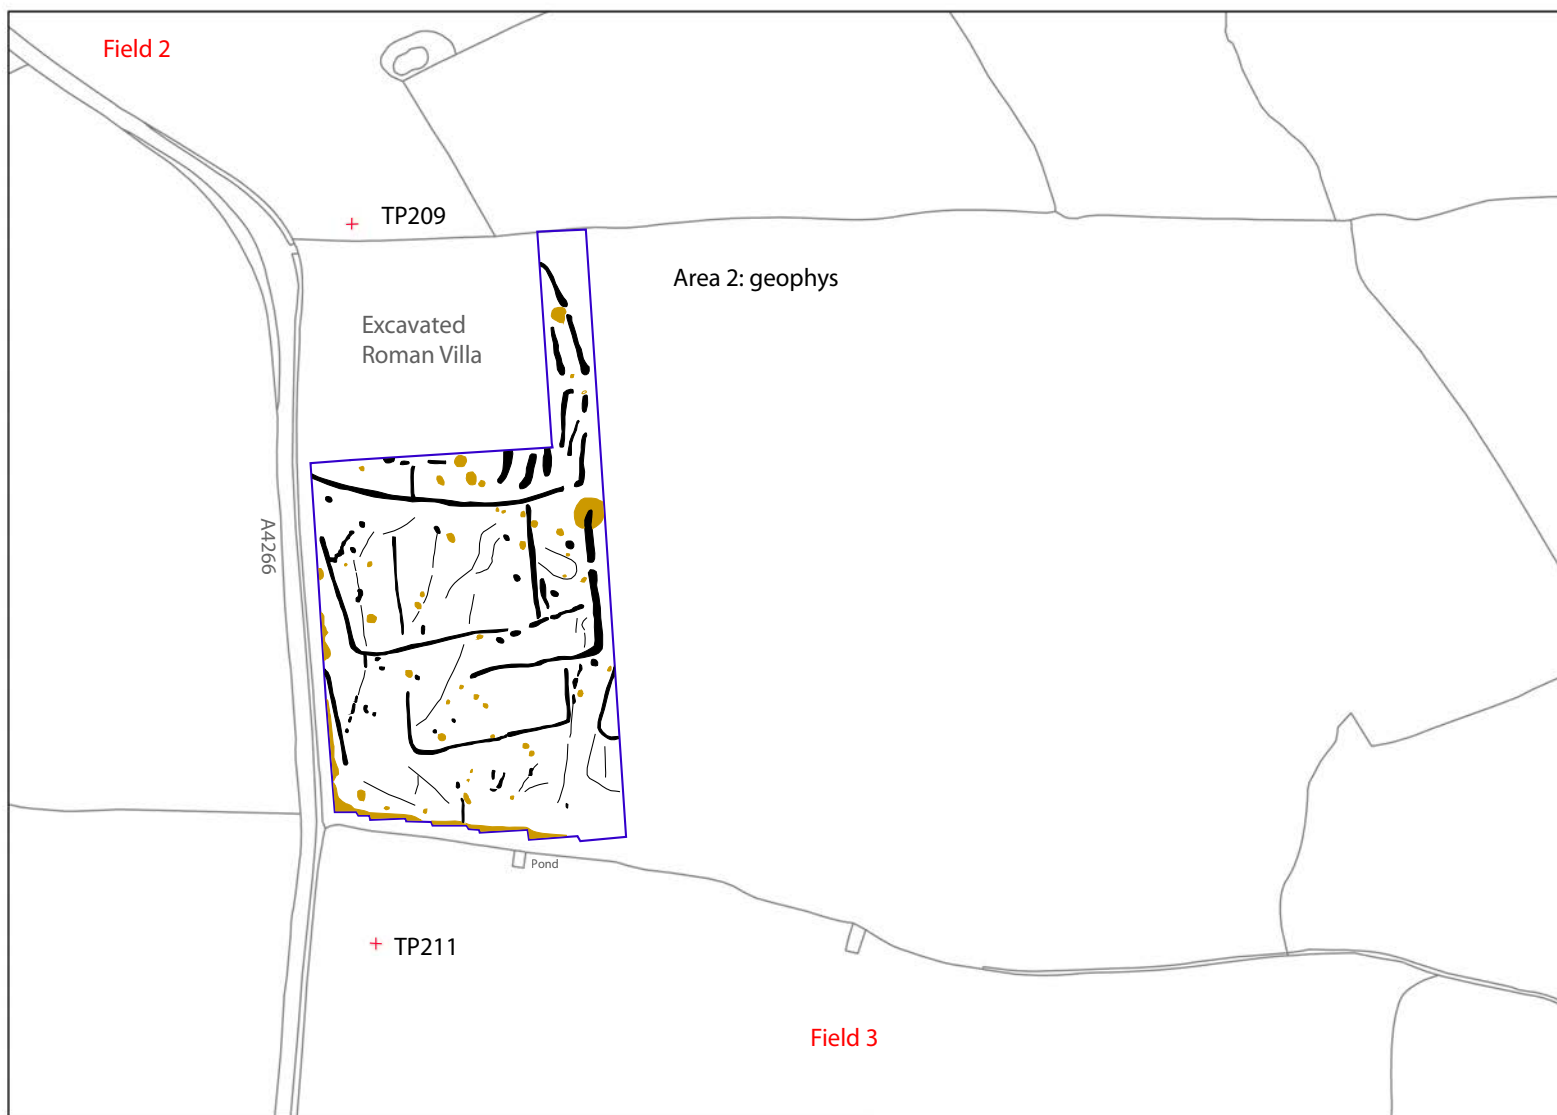 Field 2
TP209
Area 2: geophys
Excavated
Roman Villa
A4266
Pond
TP211
Field 3